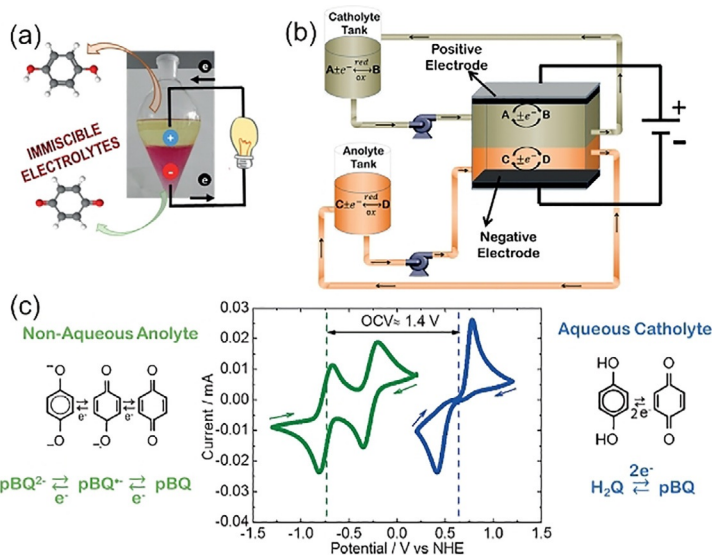 (a)
IMMISCIBLE
ELECTROLYTES
e
+
-
e
(b)
Catholyte
Tank
A±e⁻ red ox B
Positive
Electrode
A ±e⁻ B
+
-
Anolyte
Tank
C±e⁻ red ox D
C ±e⁻ D
Negative
Electrode
(c)
Non-Aqueous Anolyte
O
O
e⁻
e⁻
O
O
O
pBQ²⁻ ⇌ pBQ•⁻ ⇌ pBQ
e⁻ e⁻
OCV≈ 1.4 V
Current / mA
0.03
0.02
0.01
0.00
-0.01
-0.02
-0.03
-0.04
-1.5 -1.0 -0.5 0.0 0.5 1.0 1.5
Potential / V vs NHE
Aqueous Catholyte
HO
O
2e⁻
HO
O
2e⁻
H₂Q ⇌ pBQ